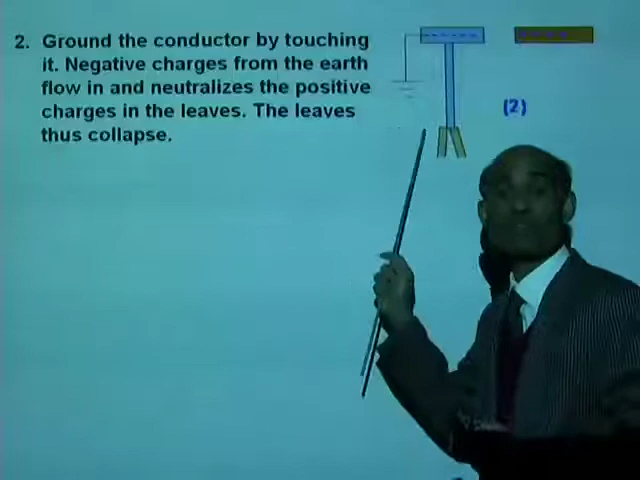 2. Ground the conductor by touching
it. Negative charges from the earth
flow in and neutralizes the positive
charges in the leaves. The leaves
thus collapse.
(2)